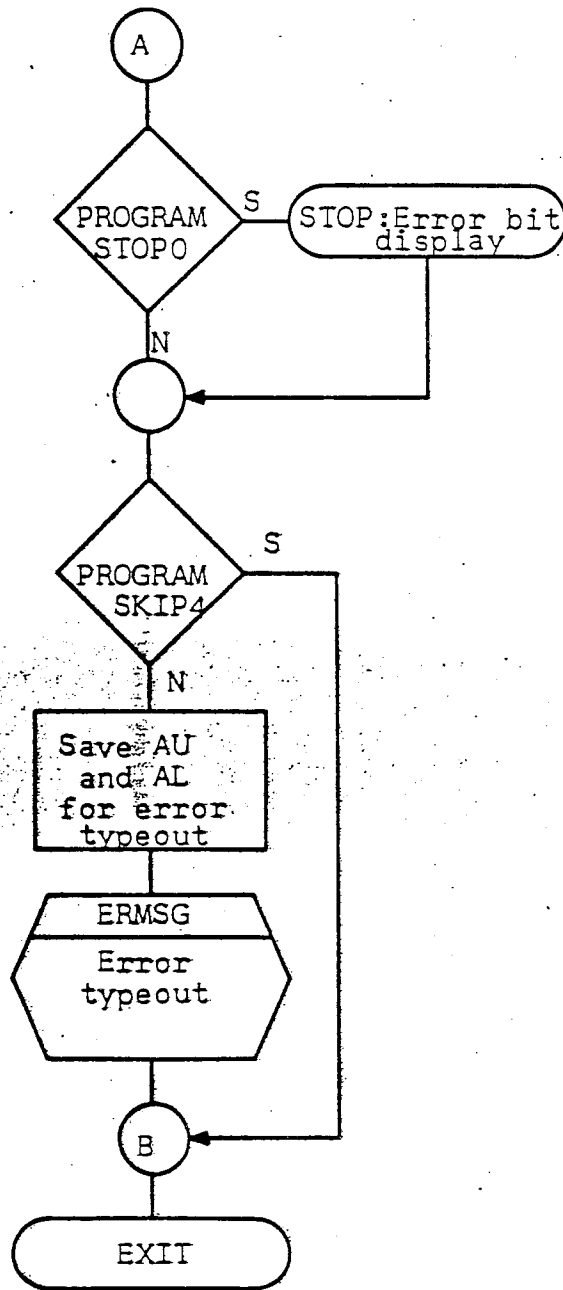 A
PROGRAM
STOP0
S
STOP:Error bit
display
N
PROGRAM
SKIP4
S
N
Save AU
and AL
for error
typeout
ERMSG
Error
typeout
B
EXIT